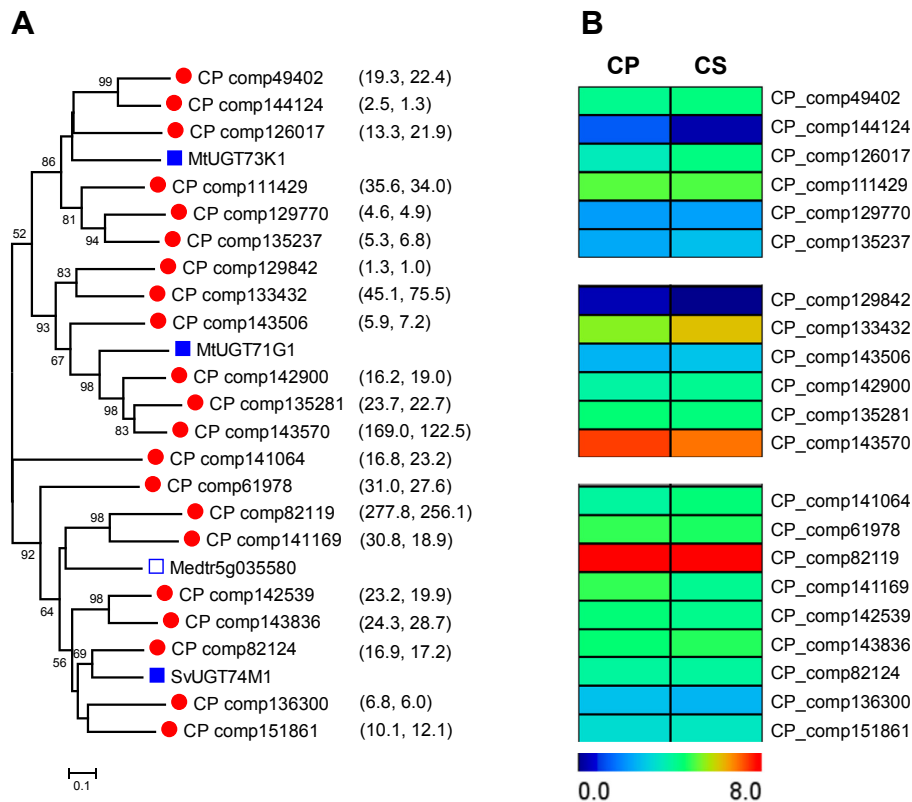 A
99
CP comp49402 (19.3, 22.4)
CP comp144124 (2.5, 1.3)
CP comp126017 (13.3, 21.9)
86
MtUGT73K1
CP comp111429 (35.6, 34.0)
81
CP comp129770 (4.6, 4.9)
94
CP comp135237 (5.3, 6.8)
52
83
CP comp129842 (1.3, 1.0)
CP comp133432 (45.1, 75.5)
93
CP comp143506 (5.9, 7.2)
67
MtUGT71G1
98
CP comp142900 (16.2, 19.0)
98
CP comp135281 (23.7, 22.7)
83
CP comp143570 (169.0, 122.5)
CP comp141064 (16.8, 23.2)
CP comp61978 (31.0, 27.6)
92
98
CP comp82119 (277.8, 256.1)
CP comp141169 (30.8, 18.9)
Medtr5g035580
64
98
CP comp142539 (23.2, 19.9)
CP comp143836 (24.3, 28.7)
56
69
CP comp82124 (16.9, 17.2)
SvUGT74M1
CP comp136300 (6.8, 6.0)
CP comp151861 (10.1, 12.1)
0.1
B
CP CS
CP_comp49402
CP_comp144124
CP_comp126017
CP_comp111429
CP_comp129770
CP_comp135237
CP_comp129842
CP_comp133432
CP_comp143506
CP_comp142900
CP_comp135281
CP_comp143570
CP_comp141064
CP_comp61978
CP_comp82119
CP_comp141169
CP_comp142539
CP_comp143836
CP_comp82124
CP_comp136300
CP_comp151861
0.0 8.0